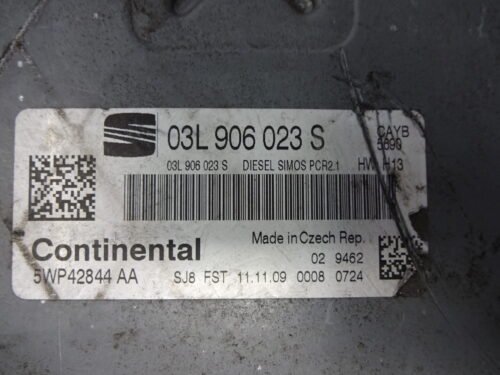 03L 906 023 S
CAYB
5090
03L 906 023 S DIESEL SIMOS PCR2.1 HW H13
Continental
Made in Czech Rep.
02 9462
5WP42844 AA
SJ8 FST 11.11.09 0008 0724